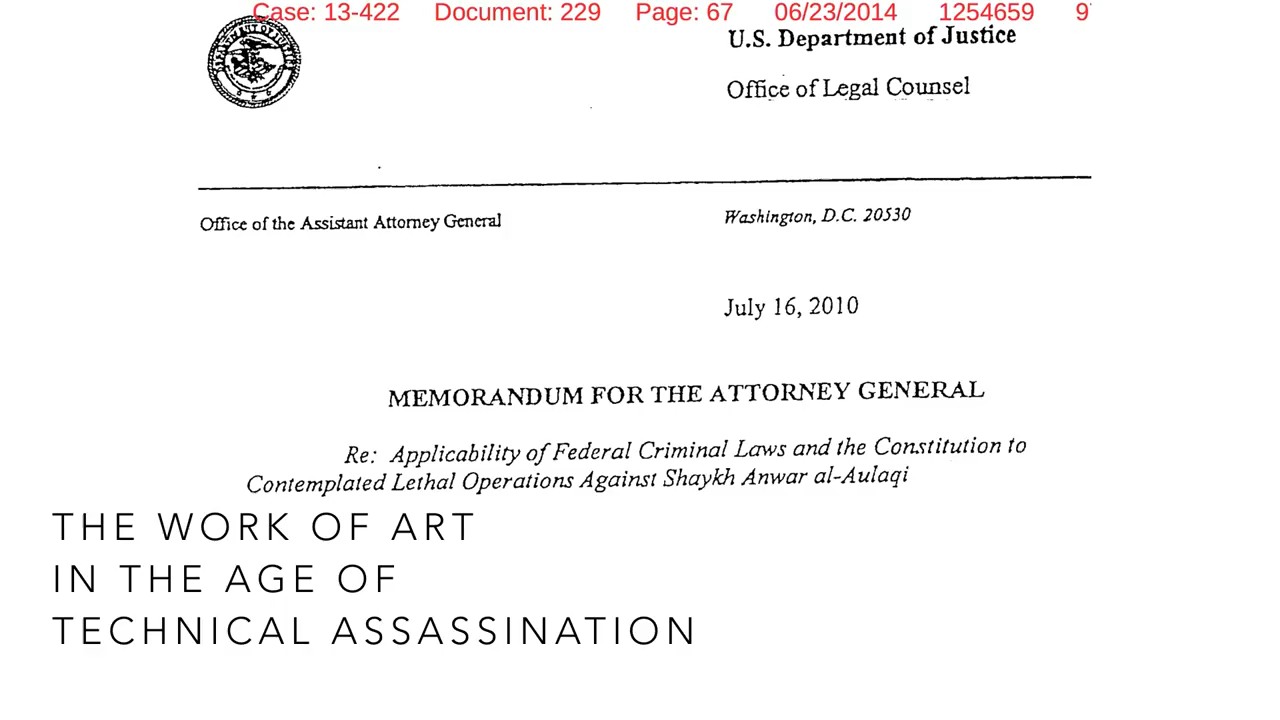 Case: 13-422 Document: 229 Page: 67 06/23/2014 1254659
U.S. Department of Justice
Office of Legal Counsel
Office of the Assistant Attorney General
Washington, D.C. 20530
July 16, 2010
MEMORANDUM FOR THE ATTORNEY GENERAL
Re: Applicability of Federal Criminal Laws and the Constitution to
Contemplated Lethal Operations Against Shaykh Anwar al-Aulaqi
THE WORK OF ART
IN THE AGE OF
TECHNICAL ASSASSINATION